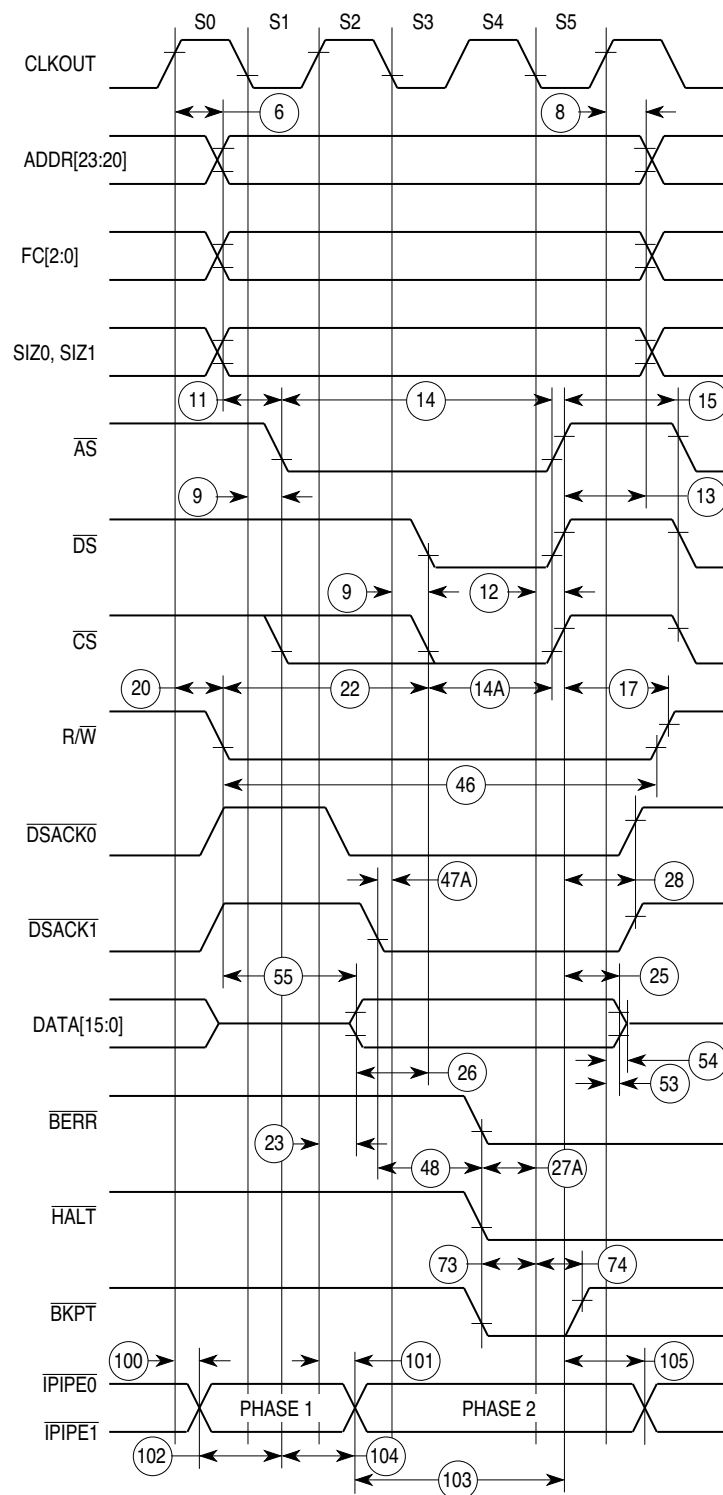 S0 S1 S2 S3 S4 S5
CLKOUT
6 8
ADDR[23:20]
FC[2:0]
SIZ0, SIZ1
11 14 15
AS
9 13
DS
9 12
CS
20 22 14A 17
R/W
46
DSACK0
47A 28
DSACK1
55 25
DATA[15:0]
54
26 53
BERR
23
48 27A
HALT
73 74
BKPT
100 101 105
IPIPE0
PHASE 1 PHASE 2
IPIPE1
102 104
103